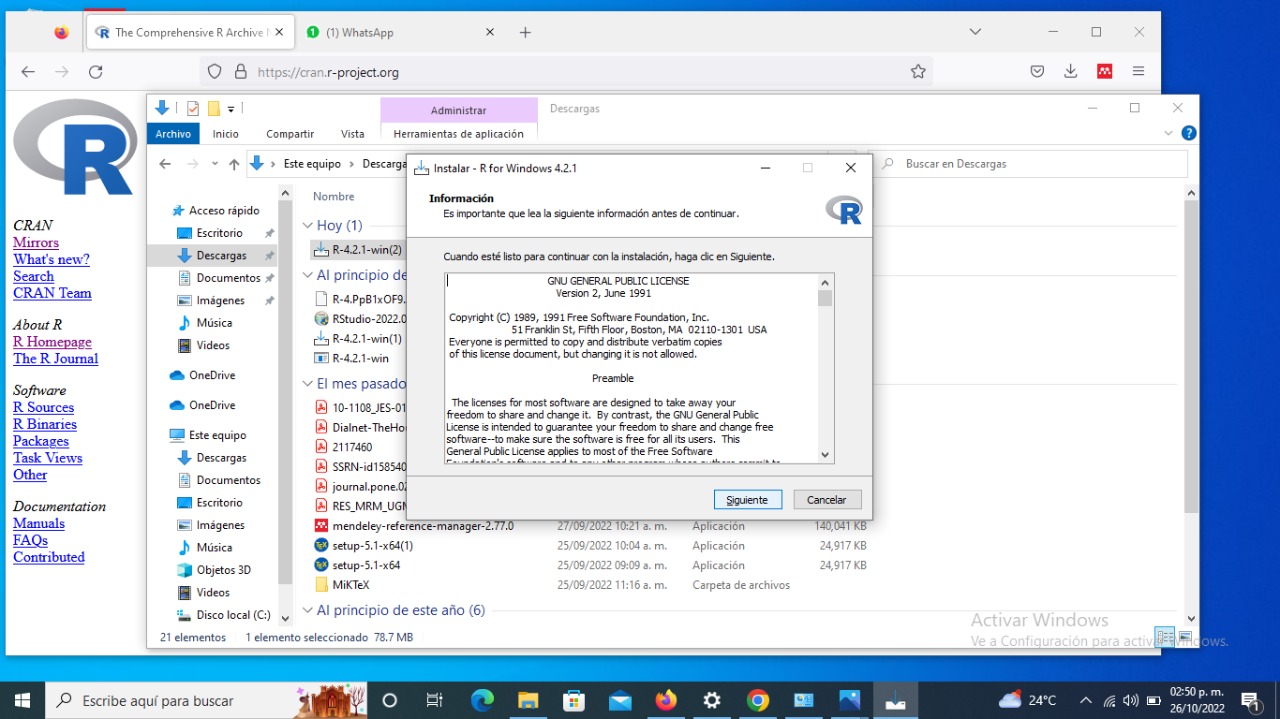 The Comprehensive R Archive N
1 (1) WhatsApp
https://cran.r-project.org
R
CRAN
Mirrors
What's new?
Search
CRAN Team
About R
R Homepage
The R Journal
Software
R Sources
R Binaries
Packages
Task Views
Other
Documentation
Manuals
FAQs
Contributed
Administrar Descargas
Archivo Inicio Compartir Vista Herramientas de aplicación
Este equipo Descarga Buscar en Descargas
Acceso rápido
Escritorio
Descargas
Documentos
Imágenes
Música
Videos
OneDrive
OneDrive
Este equipo
Descargas
Documentos
Escritorio
Imágenes
Música
Objetos 3D
Videos
Disco local (C:)
Nombre
Hoy (1)
R-4.2.1-win(2)
Al principio de
R-4.PpB1xOF9.
RStudio-2022.0
R-4.2.1-win(1)
R-4.2.1-win
El mes pasado
10-1108_JES-01
Dialnet-TheHo
2117460
SSRN-id158540
journal.pone.0
RES_MRM_UGM
mendeley-reference-manager-2.77.0 27/09/2022 10:21 a. m. Aplicación 140,041 KB
setup-5.1-x64(1) 25/09/2022 10:04 a. m. Aplicación 24,917 KB
setup-5.1-x64 25/09/2022 09:09 a. m. Aplicación 24,917 KB
MiKTeX 25/09/2022 11:16 a. m. Carpeta de archivos
Al principio de este año (6)
21 elementos 1 elemento seleccionado 78.7 MB
Instalar - R for Windows 4.2.1
Información
Es importante que lea la siguiente información antes de continuar.
R
Cuando esté listo para continuar con la instalación, haga clic en Siguiente.
GNU GENERAL PUBLIC LICENSE
Version 2, June 1991
Copyright (C) 1989, 1991 Free Software Foundation, Inc.
51 Franklin St, Fifth Floor, Boston, MA 02110-1301 USA
Everyone is permitted to copy and distribute verbatim copies
of this license document, but changing it is not allowed.
Preamble
The licenses for most software are designed to take away your
freedom to share and change it. By contrast, the GNU General Public
License is intended to guarantee your freedom to share and change free
software--to make sure the software is free for all its users. This
General Public License applies to most of the Free Software
Foundation's software and to any other program whose authors commit to
Siguiente Cancelar
Activar Windows
Ve a Configuración para activar Windows.
Escribe aquí para buscar
24°C
02:50 p. m.
26/10/2022
1